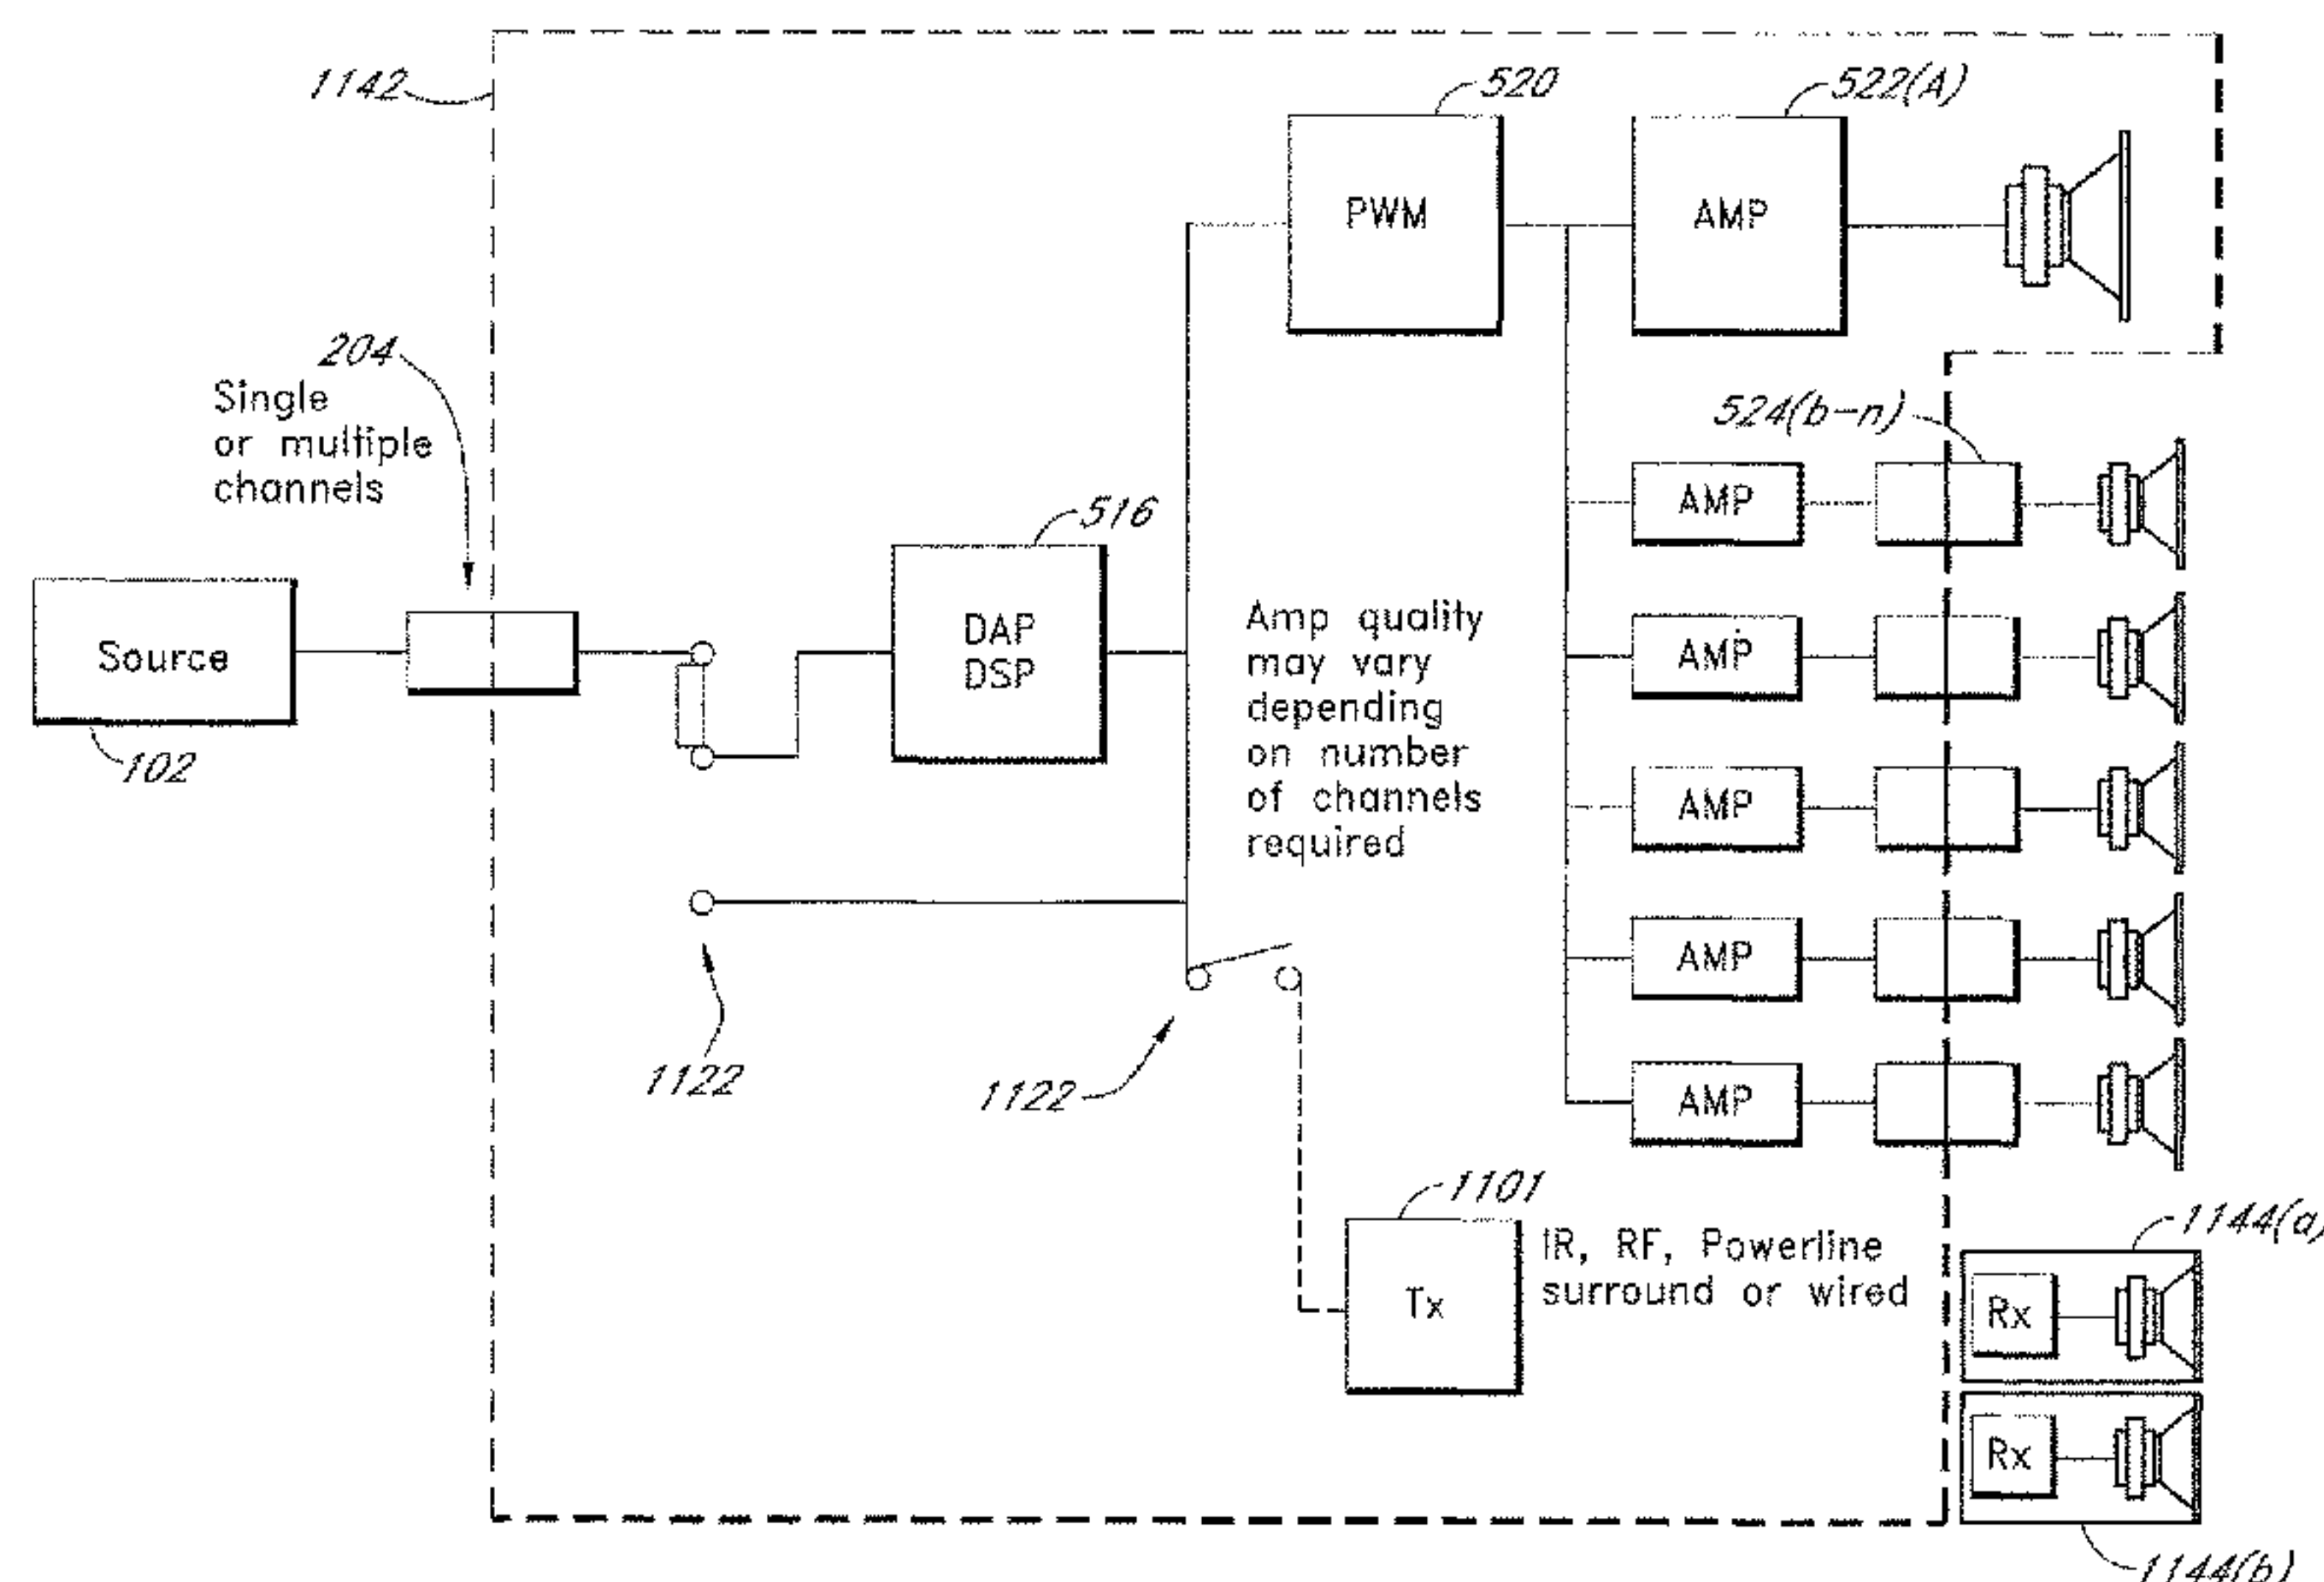 1142
520
522(A)
PWM
AMP
204
Single
or multiple
channels
524(b-n)
516
AMP
Source
DAP
DSP
Amp quality
may vary
depending
on number
of channels
required
AMP
102
AMP
AMP
1122
1122
AMP
1101
Tx
IR, RF, Powerline
surround or wired
1144(a)
Rx
Rx
1144(b)